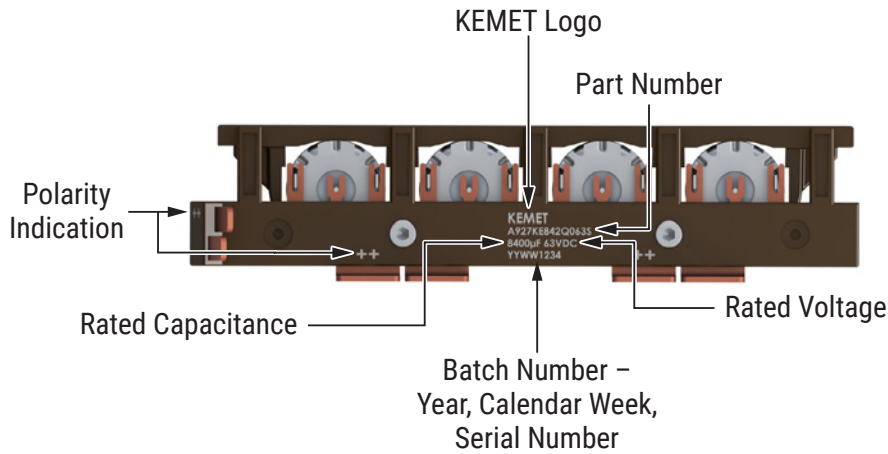 KEMET Logo
Part Number
Polarity
Indication
KEMET
A927KE842Q063S
8400µF 63VDC
YYWW1234
++
++
Rated Capacitance
Rated Voltage
Batch Number –
Year, Calendar Week,
Serial Number